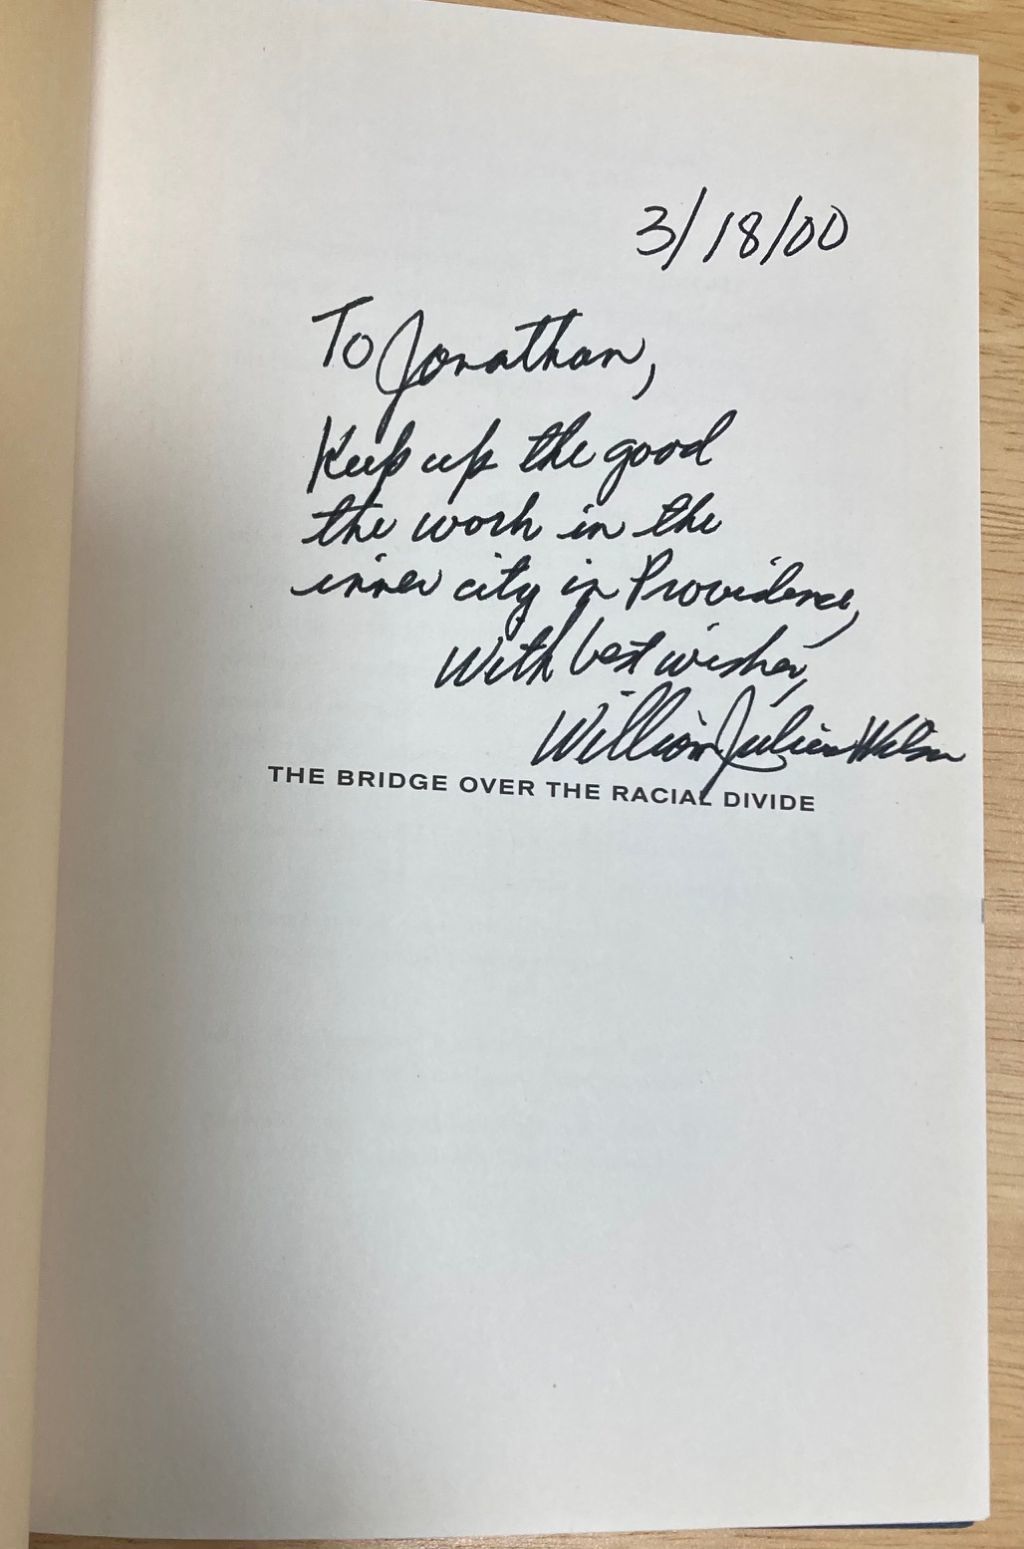 3/18/00
To Jonathan,
Keep up the good
the work in the
inner city in Providence,
With best wishes,
William Julius Wilson
THE BRIDGE OVER THE RACIAL DIVIDE